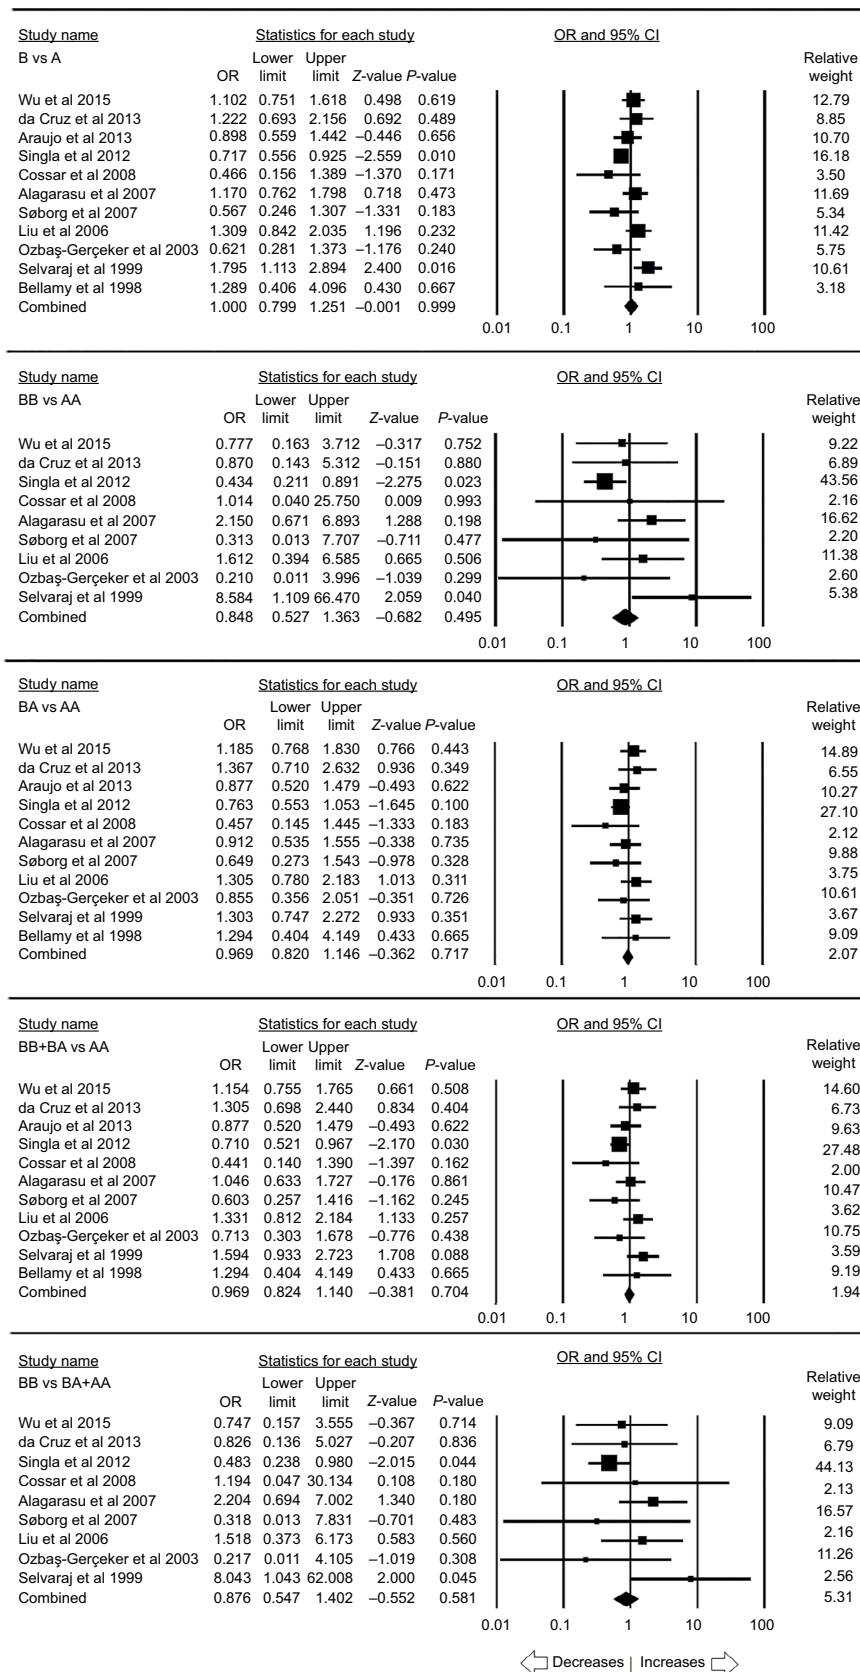 Study name Statistics for each study OR and 95% CI
B vs A Lower Upper Relative
OR limit limit Z-value P-value weight
Wu et al 2015 1.102 0.751 1.618 0.498 0.619 12.79
da Cruz et al 2013 1.222 0.693 2.156 0.692 0.489 8.85
Araujo et al 2013 0.898 0.559 1.442 –0.446 0.656 10.70
Singla et al 2012 0.717 0.556 0.925 –2.559 0.010 16.18
Cossar et al 2008 0.466 0.156 1.389 –1.370 0.171 3.50
Alagarasu et al 2007 1.170 0.762 1.798 0.718 0.473 11.69
Søborg et al 2007 0.567 0.246 1.307 –1.331 0.183 5.34
Liu et al 2006 1.309 0.842 2.035 1.196 0.232 11.42
Ozbaş-Gerçeker et al 2003 0.621 0.281 1.373 –1.176 0.240 5.75
Selvaraj et al 1999 1.795 1.113 2.894 2.400 0.016 10.61
Bellamy et al 1998 1.289 0.406 4.096 0.430 0.667 3.18
Combined 1.000 0.799 1.251 –0.001 0.999
0.01 0.1 1 10 100
Study name Statistics for each study OR and 95% CI
BB vs AA Lower Upper Relative
OR limit limit Z-value P-value weight
Wu et al 2015 0.777 0.163 3.712 –0.317 0.752 9.22
da Cruz et al 2013 0.870 0.143 5.312 –0.151 0.880 6.89
Singla et al 2012 0.434 0.211 0.891 –2.275 0.023 43.56
Cossar et al 2008 1.014 0.040 25.750 0.009 0.993 2.16
Alagarasu et al 2007 2.150 0.671 6.893 1.288 0.198 16.62
Søborg et al 2007 0.313 0.013 7.707 –0.711 0.477 2.20
Liu et al 2006 1.612 0.394 6.585 0.665 0.506 11.38
Ozbaş-Gerçeker et al 2003 0.210 0.011 3.996 –1.039 0.299 2.60
Selvaraj et al 1999 8.584 1.109 66.470 2.059 0.040 5.38
Combined 0.848 0.527 1.363 –0.682 0.495
0.01 0.1 1 10 100
Study name Statistics for each study OR and 95% CI
BA vs AA Lower Upper Relative
OR limit limit Z-value P-value weight
Wu et al 2015 1.185 0.768 1.830 0.766 0.443 14.89
da Cruz et al 2013 1.367 0.710 2.632 0.936 0.349 6.55
Araujo et al 2013 0.877 0.520 1.479 –0.493 0.622 10.27
Singla et al 2012 0.763 0.553 1.053 –1.645 0.100 27.10
Cossar et al 2008 0.457 0.145 1.445 –1.333 0.183 2.12
Alagarasu et al 2007 0.912 0.535 1.555 –0.338 0.735 9.88
Søborg et al 2007 0.649 0.273 1.543 –0.978 0.328 3.75
Liu et al 2006 1.305 0.780 2.183 1.013 0.311 10.61
Ozbaş-Gerçeker et al 2003 0.855 0.356 2.051 –0.351 0.726 3.67
Selvaraj et al 1999 1.303 0.747 2.272 0.933 0.351 9.09
Bellamy et al 1998 1.294 0.404 4.149 0.433 0.665 2.07
Combined 0.969 0.820 1.146 –0.362 0.717
0.01 0.1 1 10 100
Study name Statistics for each study OR and 95% CI
BB+BA vs AA Lower Upper Relative
OR limit limit Z-value P-value weight
Wu et al 2015 1.154 0.755 1.765 0.661 0.508 14.60
da Cruz et al 2013 1.305 0.698 2.440 0.834 0.404 6.73
Araujo et al 2013 0.877 0.520 1.479 –0.493 0.622 9.63
Singla et al 2012 0.710 0.521 0.967 –2.170 0.030 27.48
Cossar et al 2008 0.441 0.140 1.390 –1.397 0.162 2.00
Alagarasu et al 2007 1.046 0.633 1.727 –0.176 0.861 10.47
Søborg et al 2007 0.603 0.257 1.416 –1.162 0.245 3.62
Liu et al 2006 1.331 0.812 2.184 1.133 0.257 10.75
Ozbaş-Gerçeker et al 2003 0.713 0.303 1.678 –0.776 0.438 3.59
Selvaraj et al 1999 1.594 0.933 2.723 1.708 0.088 9.19
Bellamy et al 1998 1.294 0.404 4.149 0.433 0.665 1.94
Combined 0.969 0.824 1.140 –0.381 0.704
0.01 0.1 1 10 100
Study name Statistics for each study OR and 95% CI
BB vs BA+AA Lower Upper Relative
OR limit limit Z-value P-value weight
Wu et al 2015 0.747 0.157 3.555 –0.367 0.714 9.09
da Cruz et al 2013 0.826 0.136 5.027 –0.207 0.836 6.79
Singla et al 2012 0.483 0.238 0.980 –2.015 0.044 44.13
Cossar et al 2008 1.194 0.047 30.134 0.108 0.180 2.13
Alagarasu et al 2007 2.204 0.694 7.002 1.340 0.180 16.57
Søborg et al 2007 0.318 0.013 7.831 –0.701 0.483 2.16
Liu et al 2006 1.518 0.373 6.173 0.583 0.560 11.26
Ozbaş-Gerçeker et al 2003 0.217 0.011 4.105 –1.019 0.308 2.56
Selvaraj et al 1999 8.043 1.043 62.008 2.000 0.045 5.31
Combined 0.876 0.547 1.402 –0.552 0.581
0.01 0.1 1 10 100
Decreases Increases